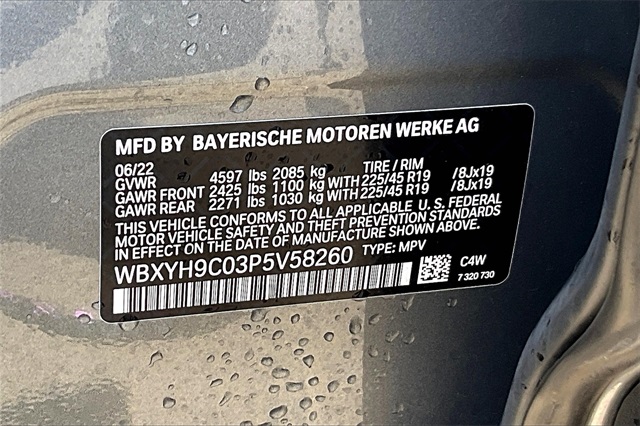 MFD BY BAYERISCHE MOTOREN WERKE AG
06/22 TIRE / RIM
GVWR 4597 lbs 2085 kg
GAWR FRONT 2425 lbs 1100 kg WITH 225/45 R19 /8Jx19
GAWR REAR 2271 lbs 1030 kg WITH 225/45 R19 /8Jx19
THIS VEHICLE CONFORMS TO ALL APPLICABLE U. S. FEDERAL
MOTOR VEHICLE SAFETY AND THEFT PREVENTION STANDARDS
IN EFFECT ON THE DATE OF MANUFACTURE SHOWN ABOVE.
WBXYH9C03P5V58260 TYPE: MPV
C4W
7 320 730